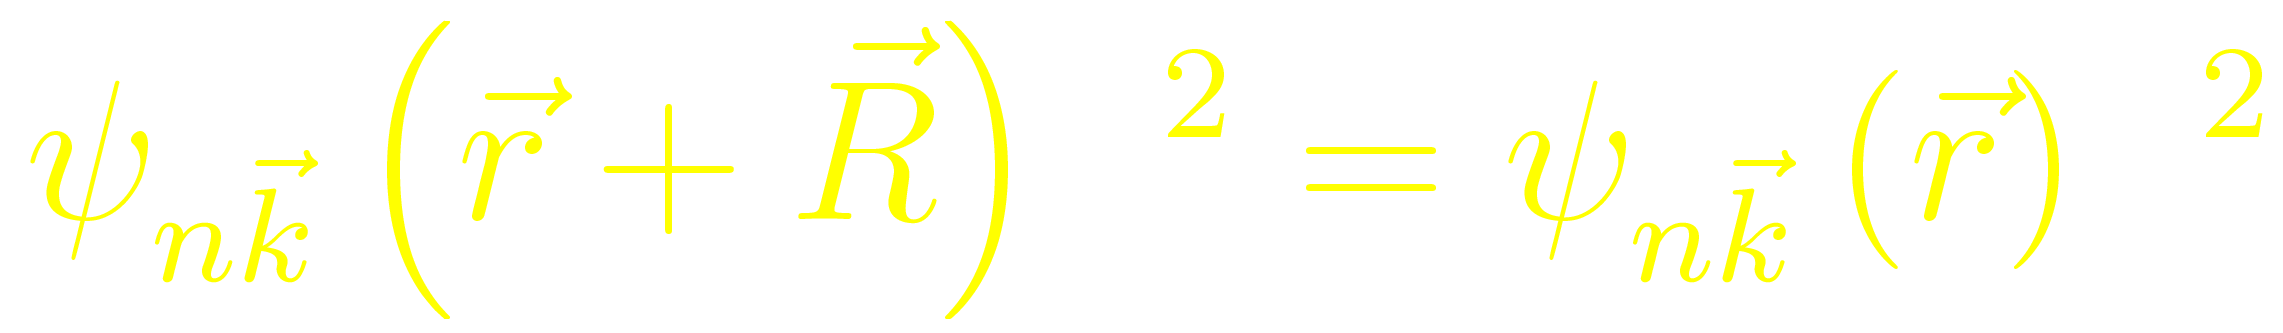 ψ_{n\vec{k}} (\vec{r} + \vec{R})^2 = ψ_{n\vec{k}} (\vec{r})^2